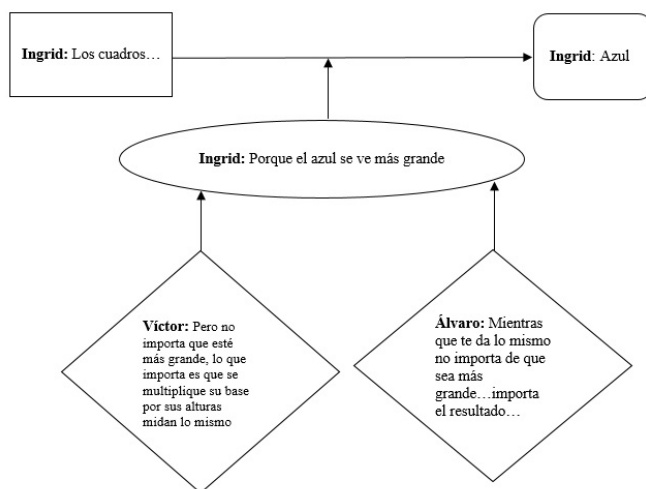 Ingrid: Los cuadros…
Ingrid: Azul
Ingrid: Porque el azul se ve más grande
Víctor: Pero no
importa que esté
más grande, lo que
importa es que se
multiplique su base
por sus alturas
midan lo mismo
Álvaro: Mientras
que te da lo mismo
no importa de que
sea más
grande…importa
el resultado…